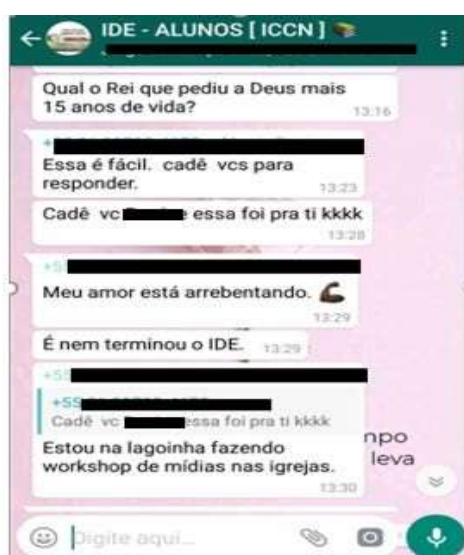 IDE - ALUNOS [ ICCN ]
Qual o Rei que pediu a Deus mais
15 anos de vida?
13:16
Essa é fácil. cadê vcs para
responder.
13:23
Cadê vc essa foi pra ti kkkk
13:28
+5
Meu amor está arrebentando.
13:29
É nem terminou o IDE.
13:29
+55
+55
Cadê vc essa foi pra ti kkkk
Estou na lagoinha fazendo
workshop de mídias nas igrejas.
13:30
mpo
leva
Digite aqui...